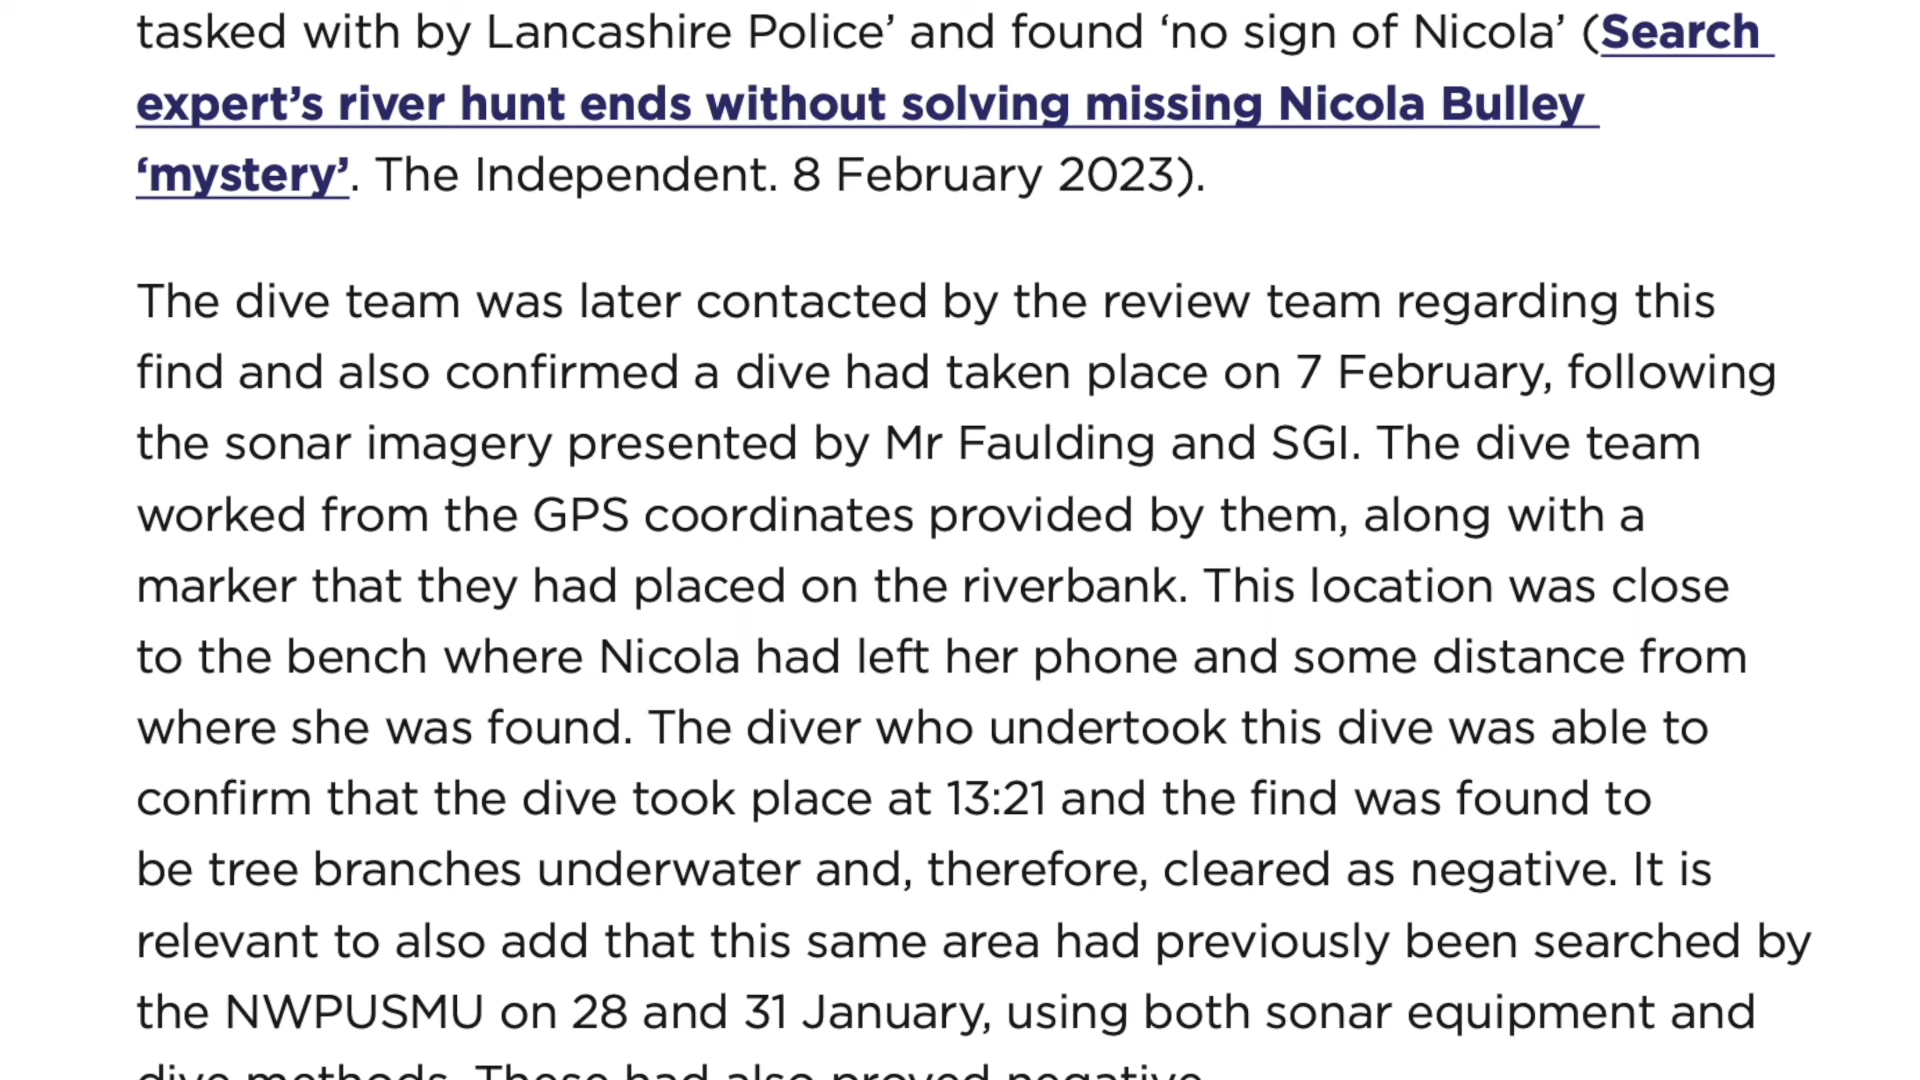 tasked with by Lancashire Police’ and found ‘no sign of Nicola’ (Search
expert’s river hunt ends without solving missing Nicola Bulley
‘mystery’. The Independent. 8 February 2023).
The dive team was later contacted by the review team regarding this
find and also confirmed a dive had taken place on 7 February, following
the sonar imagery presented by Mr Faulding and SGI. The dive team
worked from the GPS coordinates provided by them, along with a
marker that they had placed on the riverbank. This location was close
to the bench where Nicola had left her phone and some distance from
where she was found. The diver who undertook this dive was able to
confirm that the dive took place at 13:21 and the find was found to
be tree branches underwater and, therefore, cleared as negative. It is
relevant to also add that this same area had previously been searched by
the NWPUSMU on 28 and 31 January, using both sonar equipment and
dive methods. These had also proved negative.